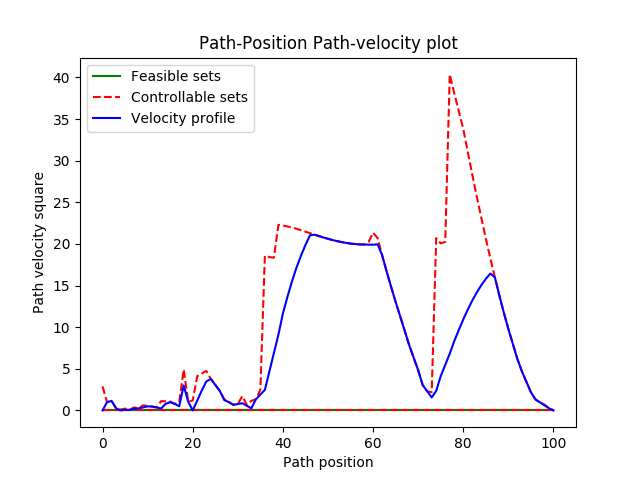 Path-Position Path-velocity plot
Feasible sets
Controllable sets
Velocity profile
Path velocity square
40
35
30
25
20
15
10
5
0
0 20 40 60 80 100
Path position